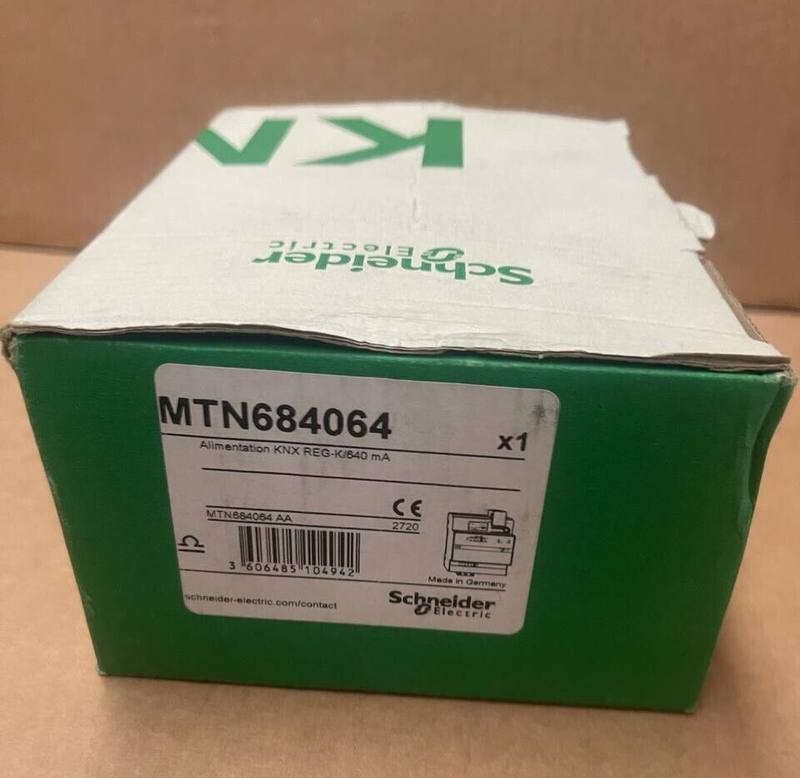 KN
Schneider
Electric
MTN684064
x1
Alimentation KNX REG-K/640 mA
MTN684064 AA
CE
2720
3 606485 104942
Made in Germany
schneider-electric.com/contact
Schneider
Electric